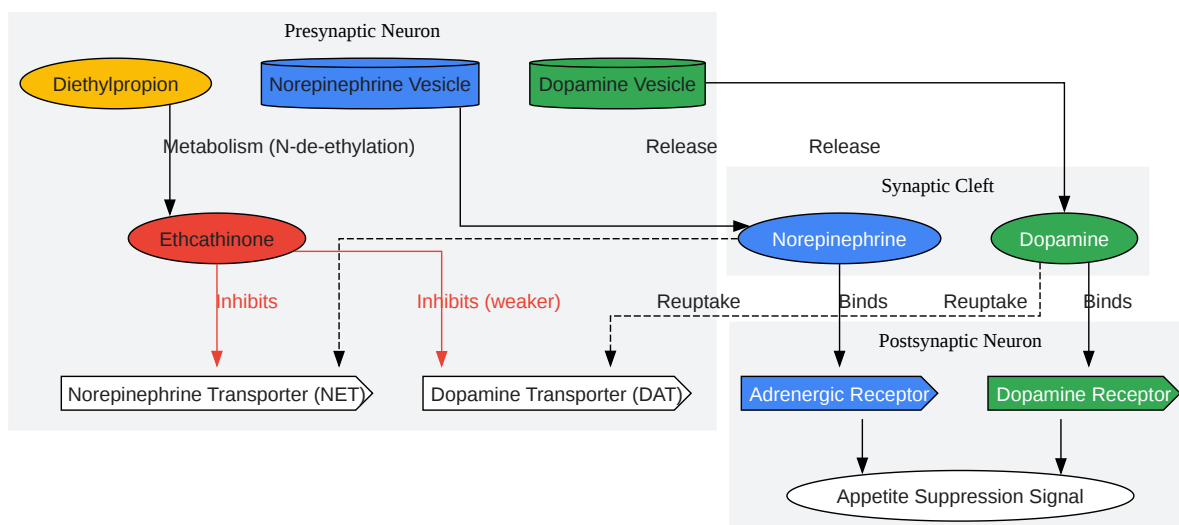 Presynaptic Neuron
Diethylpropion
Norepinephrine Vesicle
Dopamine Vesicle
Metabolism (N-de-ethylation)
Release
Release
Synaptic Cleft
Ethcathinone
Norepinephrine
Dopamine
Inhibits
Inhibits (weaker)
Reuptake
Binds
Reuptake
Binds
Postsynaptic Neuron
Norepinephrine Transporter (NET)
Dopamine Transporter (DAT)
Adrenergic Receptor
Dopamine Receptor
Appetite Suppression Signal